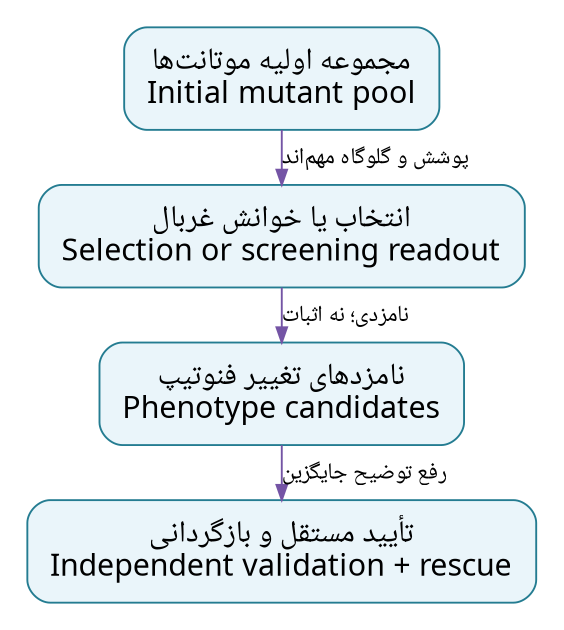 مجموعه اولیه موتانت‌ها
Initial mutant pool
پوشش و گلوگاه مهم‌اند
انتخاب یا خوانش غربال
Selection or screening readout
نامزدی؛ نه اثبات
نامزدهای تغییر فنوتیپ
Phenotype candidates
رفع توضیح جایگزین
تأیید مستقل و بازگردانی
Independent validation + rescue